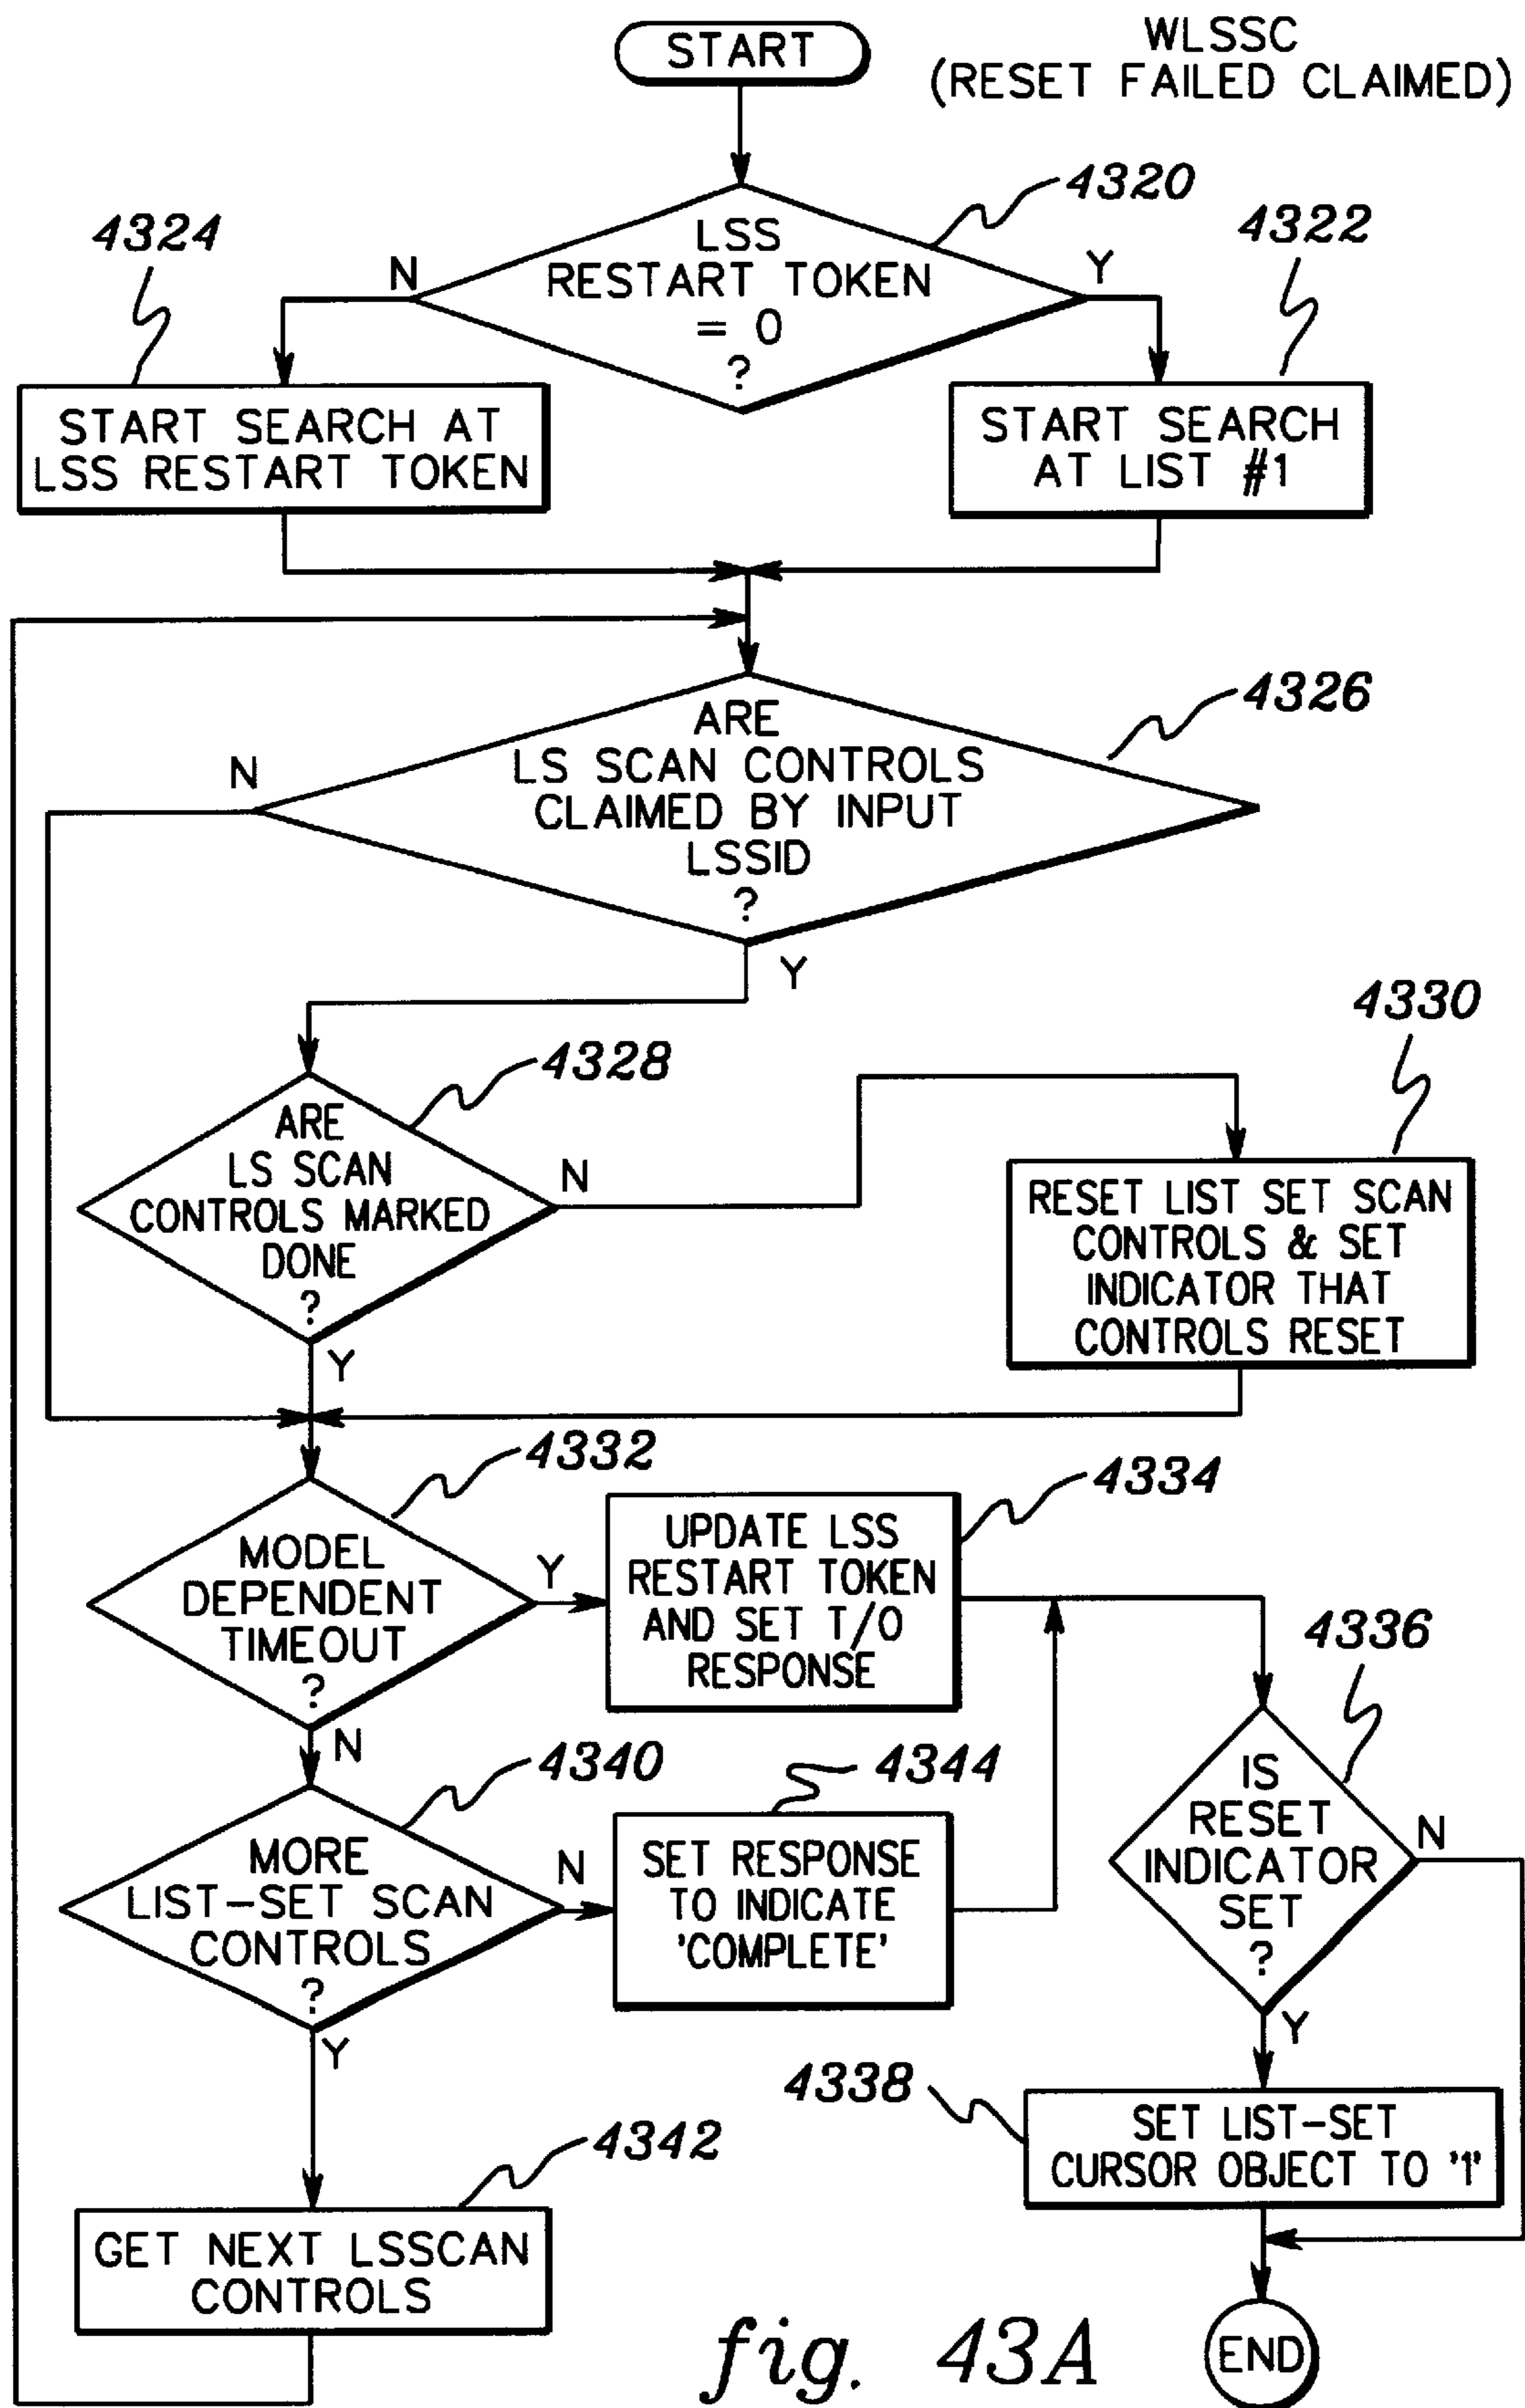 START
WLSSC
(RESET FAILED CLAIMED)
4320
4324
4322
LSS
RESTART TOKEN
= 0
?
N
Y
START SEARCH AT
LSS RESTART TOKEN
START SEARCH
AT LIST #1
4326
ARE
LS SCAN CONTROLS
CLAIMED BY INPUT
LSSID
?
N
Y
4328
4330
ARE
LS SCAN
CONTROLS MARKED
DONE
?
N
Y
RESET LIST SET SCAN
CONTROLS & SET
INDICATOR THAT
CONTROLS RESET
4332
4334
MODEL
DEPENDENT
TIMEOUT
?
Y
N
UPDATE LSS
RESTART TOKEN
AND SET T/O
RESPONSE
4336
IS
RESET
INDICATOR
SET
?
N
Y
4340
4344
MORE
LIST-SET SCAN
CONTROLS
?
N
Y
SET RESPONSE
TO INDICATE
'COMPLETE'
4338
SET LIST-SET
CURSOR OBJECT TO '1'
4342
GET NEXT LSSCAN
CONTROLS
END
fig. 43A